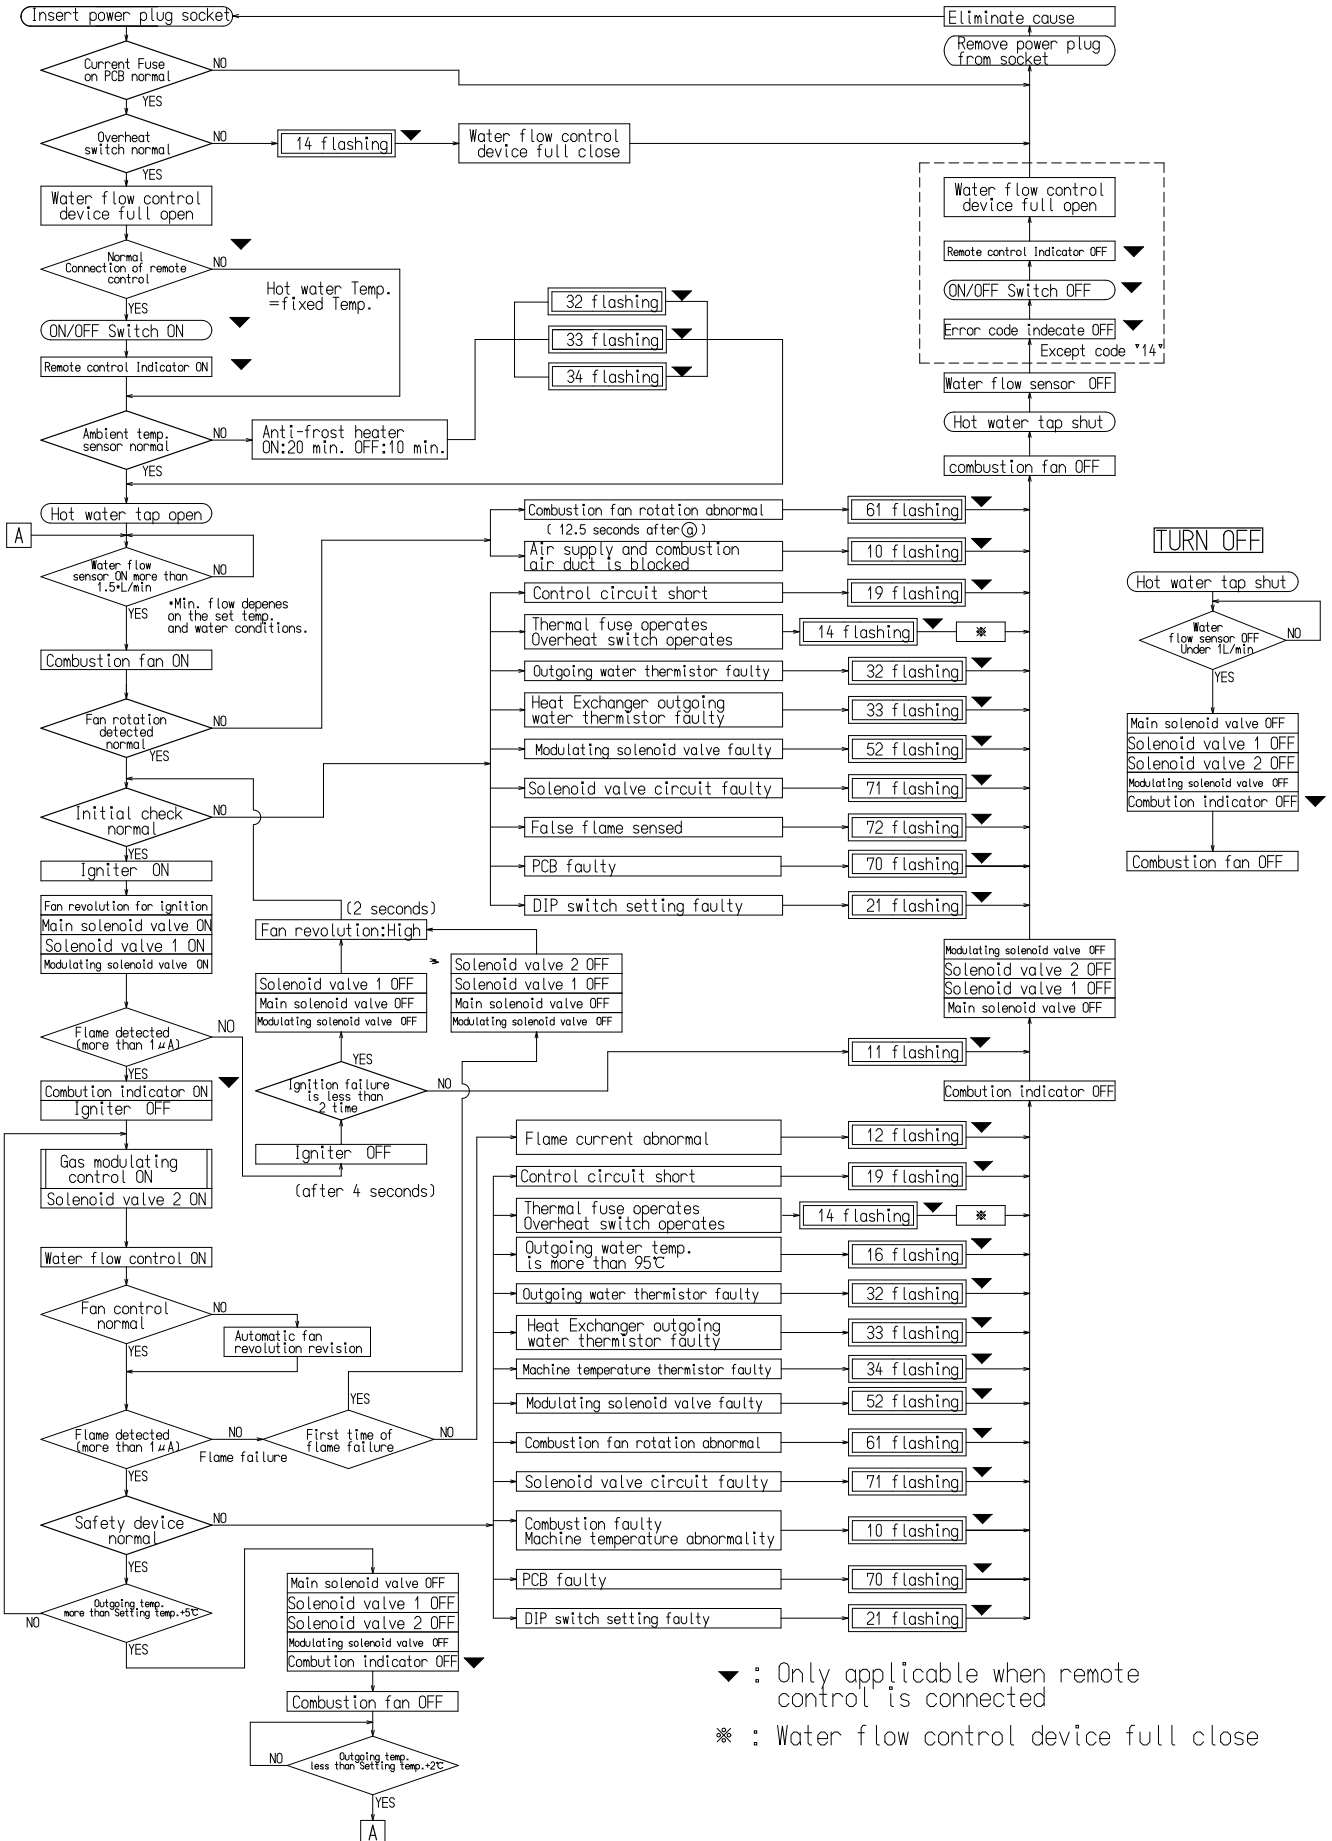 Insert power plug socket
Eliminate cause
Remove power plug
from socket
Current Fuse
on PCB normal
NO
YES
Overheat
switch normal
NO
14 flashing
Water flow control
device full close
YES
Water flow control
device full open
Normal
Connection of remote
control
NO
Hot water Temp.
=fixed Temp.
YES
ON/OFF Switch ON
Remote control Indicator ON
32 flashing
33 flashing
34 flashing
Water flow control
device full open
Remote control Indicator OFF
ON/OFF Switch OFF
Error code indecate OFF
Except code "14"
Water flow sensor OFF
Hot water tap shut
combustion fan OFF
Ambient temp.
sensor normal
NO
Anti-frost heater
ON:20 min. OFF:10 min.
YES
Hot water tap open
A
Water flow
sensor ON more than
1.5*L/min
NO
YES
*Min. flow depenes
on the set temp.
and water conditions.
Combustion fan ON
Fan rotation
detected
normal
NO
YES
Initial check
normal
NO
YES
Igniter ON
Fan revolution for ignition
Main solenoid valve ON
Solenoid valve 1 ON
Modulating solenoid valve ON
Combustion fan rotation abnormal
61 flashing
( 12.5 seconds after ⓐ )
Air supply and combustion
air duct is blocked
10 flashing
Control circuit short
19 flashing
Thermal fuse operates
Overheat switch operates
14 flashing
※
Outgoing water thermistor faulty
32 flashing
Heat Exchanger outgoing
water thermistor faulty
33 flashing
Modulating solenoid valve faulty
52 flashing
Solenoid valve circuit faulty
71 flashing
False flame sensed
72 flashing
PCB faulty
70 flashing
DIP switch setting faulty
21 flashing
TURN OFF
Hot water tap shut
Water
flow sensor OFF
Under 1L/min
NO
YES
Main solenoid valve OFF
Solenoid valve 1 OFF
Solenoid valve 2 OFF
Modulating solenoid valve OFF
Combution indicator OFF
Combustion fan OFF
(2 seconds)
Fan revolution:High
Solenoid valve 1 OFF
Main solenoid valve OFF
Modulating solenoid valve OFF
Solenoid valve 2 OFF
Solenoid valve 1 OFF
Main solenoid valve OFF
Modulating solenoid valve OFF
Modulating solenoid valve OFF
Solenoid valve 2 OFF
Solenoid valve 1 OFF
Main solenoid valve OFF
Flame detected
(more than 1μA)
NO
YES
YES
Ignition failure
is less than
2 time
NO
11 flashing
Combution indicator OFF
Combution indicator ON
Igniter OFF
Igniter OFF
(after 4 seconds)
Gas modulating
control ON
Solenoid valve 2 ON
Water flow control ON
Fan control
normal
NO
Automatic fan
revolution revision
YES
Flame detected
(more than 1μA)
NO
Flame failure
YES
First time of
flame failure
NO
YES
Safety device
normal
NO
YES
Outgoing temp.
more than Setting temp.+5℃
NO
YES
Flame current abnormal
12 flashing
Control circuit short
19 flashing
Thermal fuse operates
Overheat switch operates
14 flashing
※
Outgoing water temp.
is more than 95℃
16 flashing
Outgoing water thermistor faulty
32 flashing
Heat Exchanger outgoing
water thermistor faulty
33 flashing
Machine temperature thermistor faulty
34 flashing
Modulating solenoid valve faulty
52 flashing
Combustion fan rotation abnormal
61 flashing
Solenoid valve circuit faulty
71 flashing
Combustion faulty
Machine temperature abnormality
10 flashing
PCB faulty
70 flashing
DIP switch setting faulty
21 flashing
Main solenoid valve OFF
Solenoid valve 1 OFF
Solenoid valve 2 OFF
Modulating solenoid valve OFF
Combution indicator OFF
Combustion fan OFF
Outgoing temp.
less than Setting temp.+2℃
NO
YES
A
▼ : Only applicable when remote
control is connected
※ : Water flow control device full close